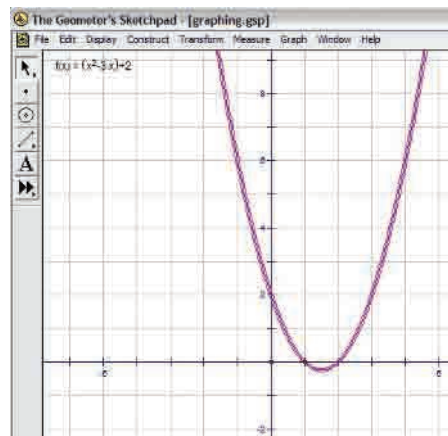 The Geometer's Sketchpad - [graphing.gsp]
File Edit Display Construct Transform Measure Graph Window Help
f(x) = (x²-3x)+2
A
8
6
4
2
-5 5
-2